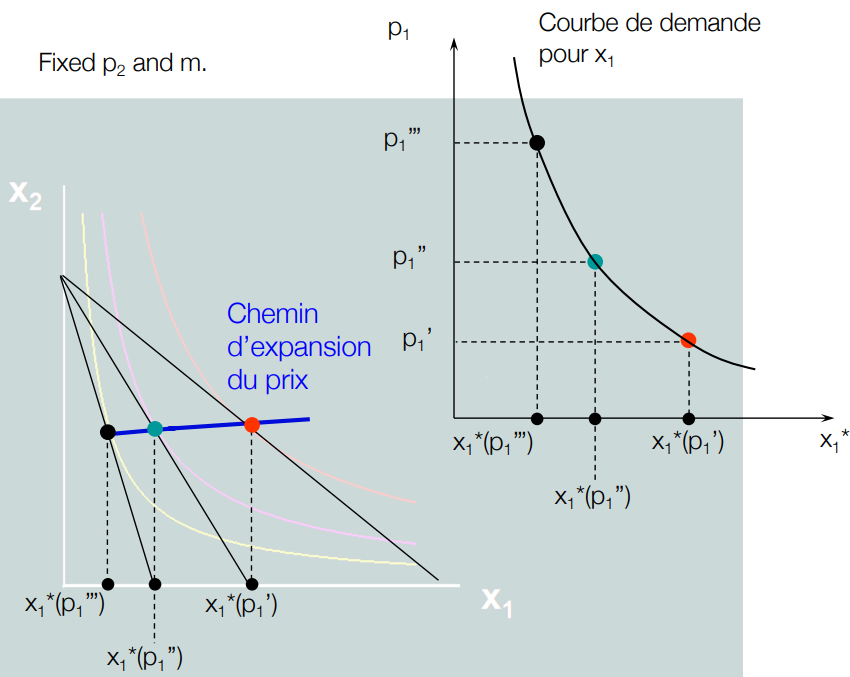 Fixed p₂ and m.
p₁
Courbe de demande
pour x₁
p₁’’’
p₁’’
p₁’
x₁*(p₁’’’)
x₁*(p₁’)
x₁*
x₁*(p₁’’)
x₂
Chemin
d’expansion
du prix
x₁*(p₁’’’)
x₁*(p₁’)
x₁
x₁*(p₁’’)